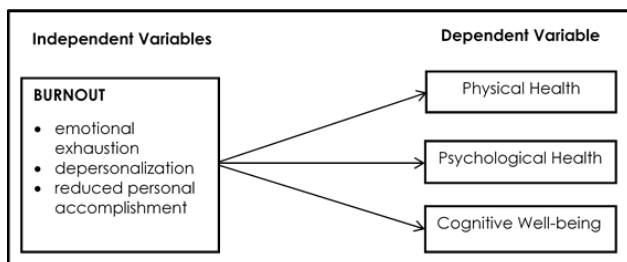 Independent Variables
BURNOUT
• emotional
exhaustion
• depersonalization
• reduced personal
accomplishment
Dependent Variable
Physical Health
Psychological Health
Cognitive Well-being